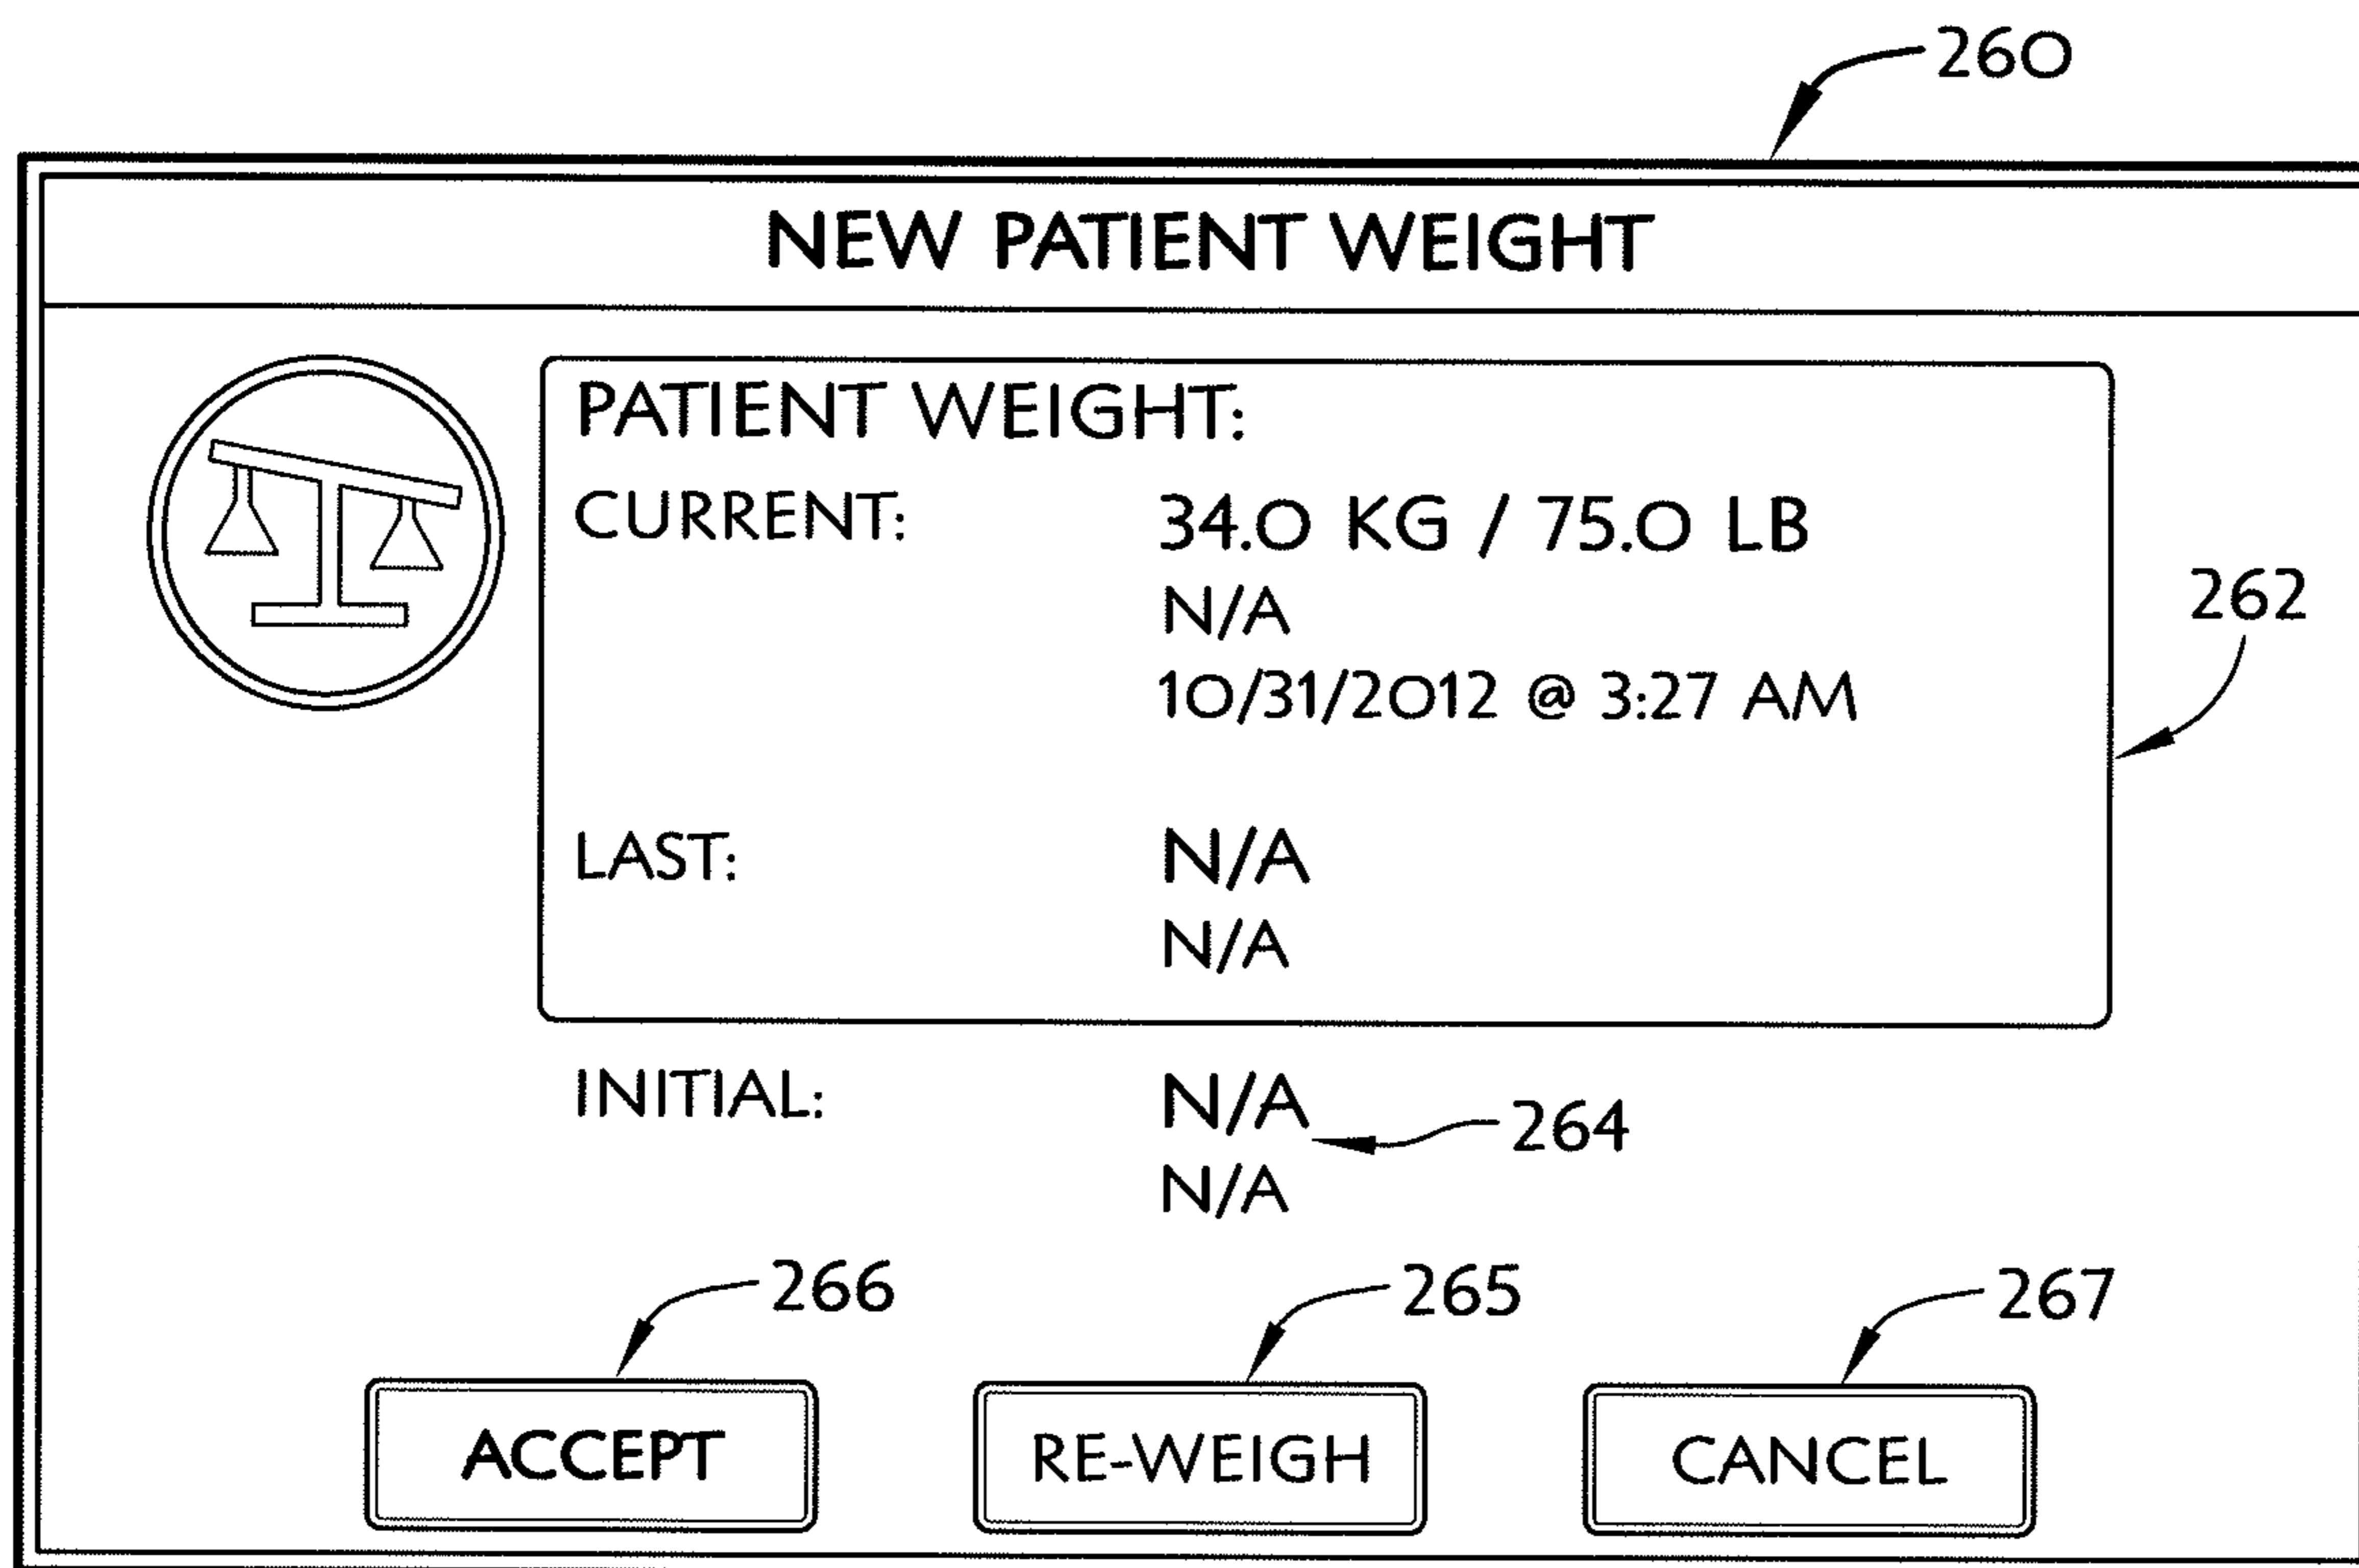 260
NEW PATIENT WEIGHT
PATIENT WEIGHT:
CURRENT: 34.0 KG / 75.0 LB
N/A
262
10/31/2012 @ 3:27 AM
LAST: N/A
N/A
INITIAL: N/A
264
N/A
266 265 267
ACCEPT RE-WEIGH CANCEL